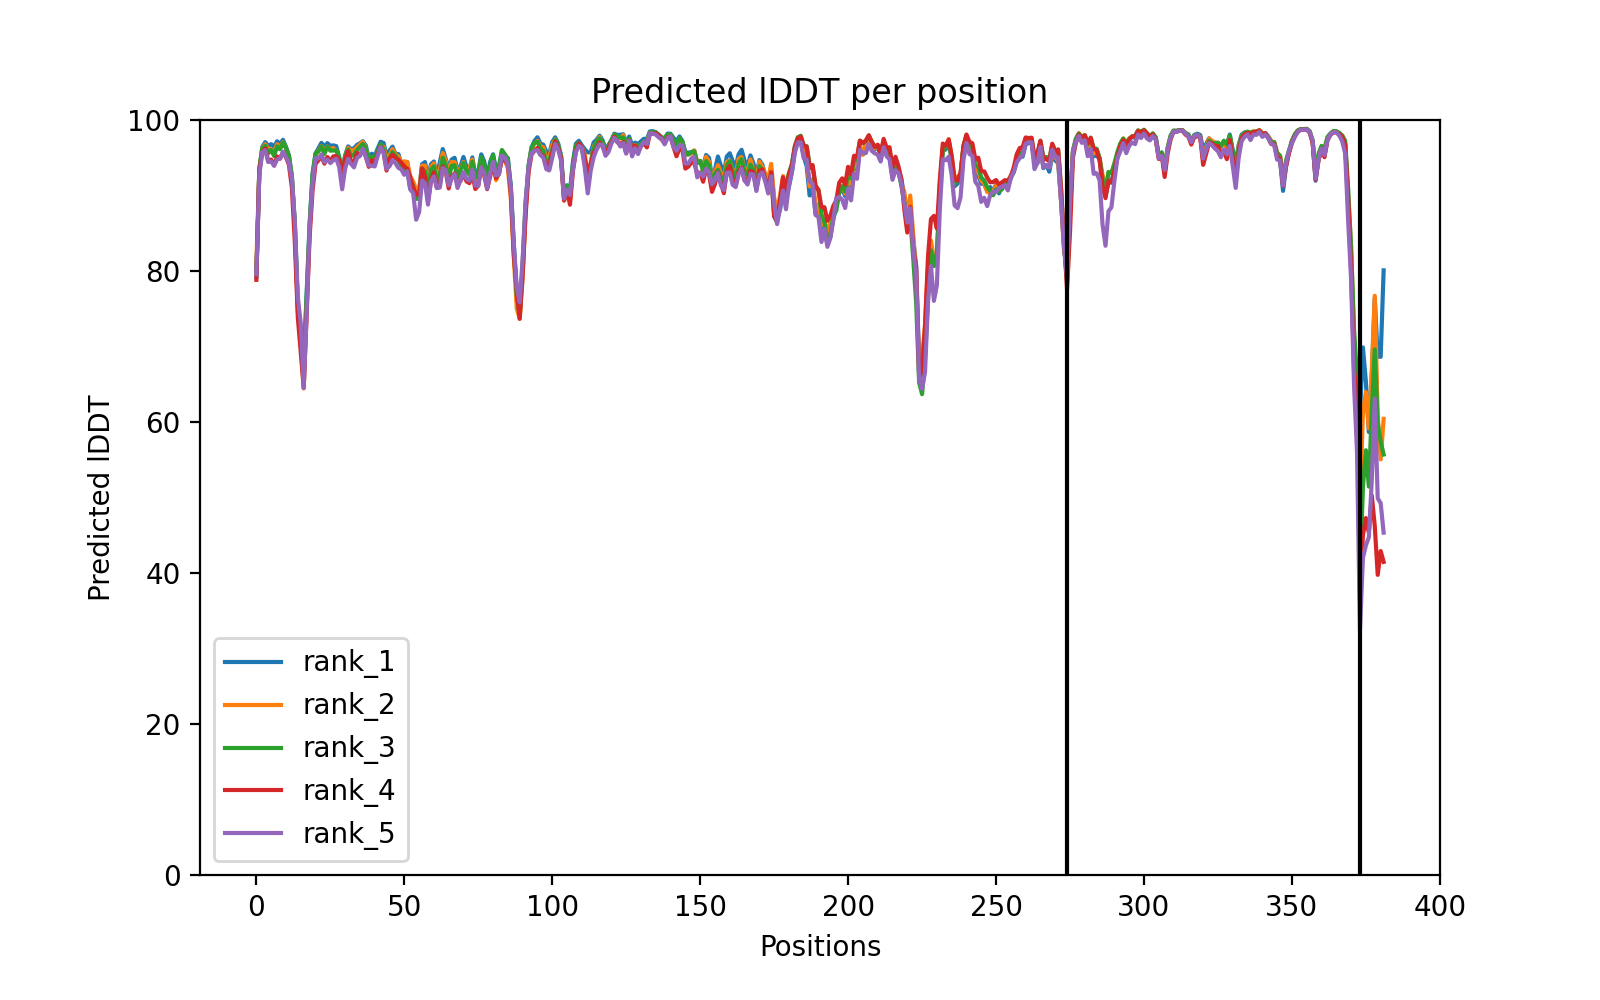 Predicted lDDT per position
100
80
60
40
20
0
Predicted lDDT
rank_1
rank_2
rank_3
rank_4
rank_5
0 50 100 150 200 250 300 350 400
Positions